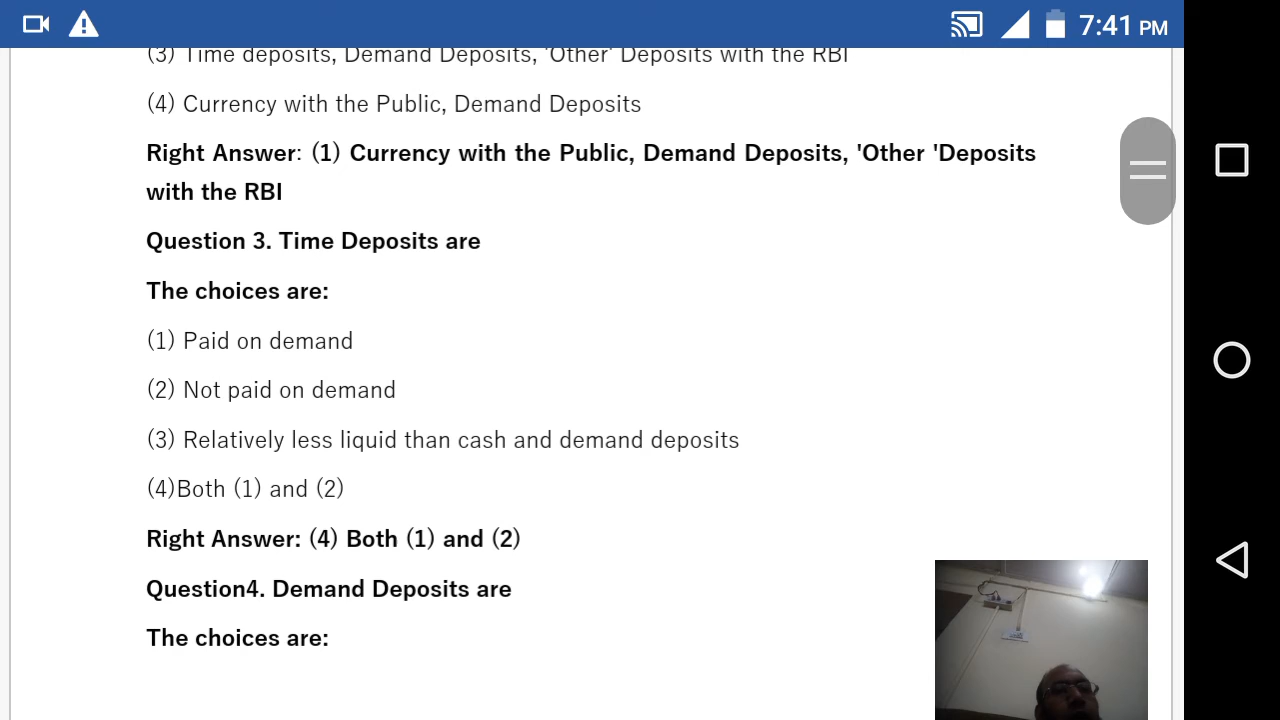 7:41 PM
(3) Time deposits, Demand Deposits, 'Other' Deposits with the RBI
(4) Currency with the Public, Demand Deposits
Right Answer: (1) Currency with the Public, Demand Deposits, 'Other 'Deposits
with the RBI
Question 3. Time Deposits are
The choices are:
(1) Paid on demand
(2) Not paid on demand
(3) Relatively less liquid than cash and demand deposits
(4)Both (1) and (2)
Right Answer: (4) Both (1) and (2)
Question4. Demand Deposits are
The choices are: